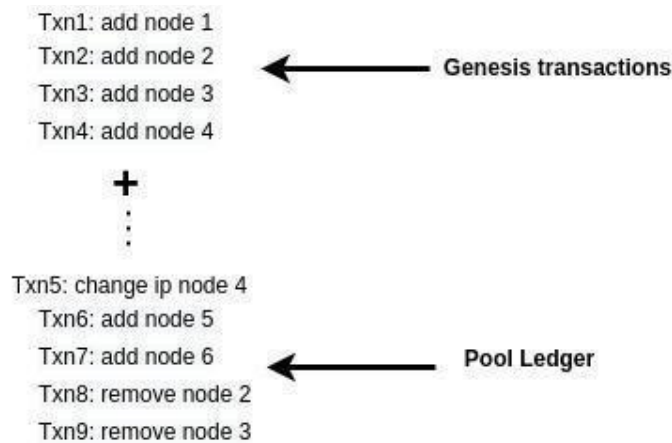 Txn1: add node 1
Txn2: add node 2
Genesis transactions
Txn3: add node 3
Txn4: add node 4
+
Txn5: change ip node 4
Txn6: add node 5
Txn7: add node 6
Pool Ledger
Txn8: remove node 2
Txn9: remove node 3